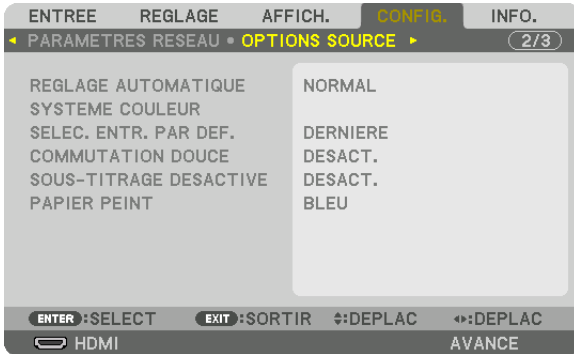 ENTREE REGLAGE AFFICH. CONFIG. INFO.
PARAMETRES RESEAU • OPTIONS SOURCE 2/3
REGLAGE AUTOMATIQUE NORMAL
SYSTEME COULEUR
SELEC. ENTR. PAR DEF. DERNIERE
COMMUTATION DOUCE DESACT.
SOUS-TITRAGE DESACTIVE DESACT.
PAPIER PEINT BLEU
ENTER :SELECT EXIT :SORTIR :DEPLAC :DEPLAC
HDMI AVANCE